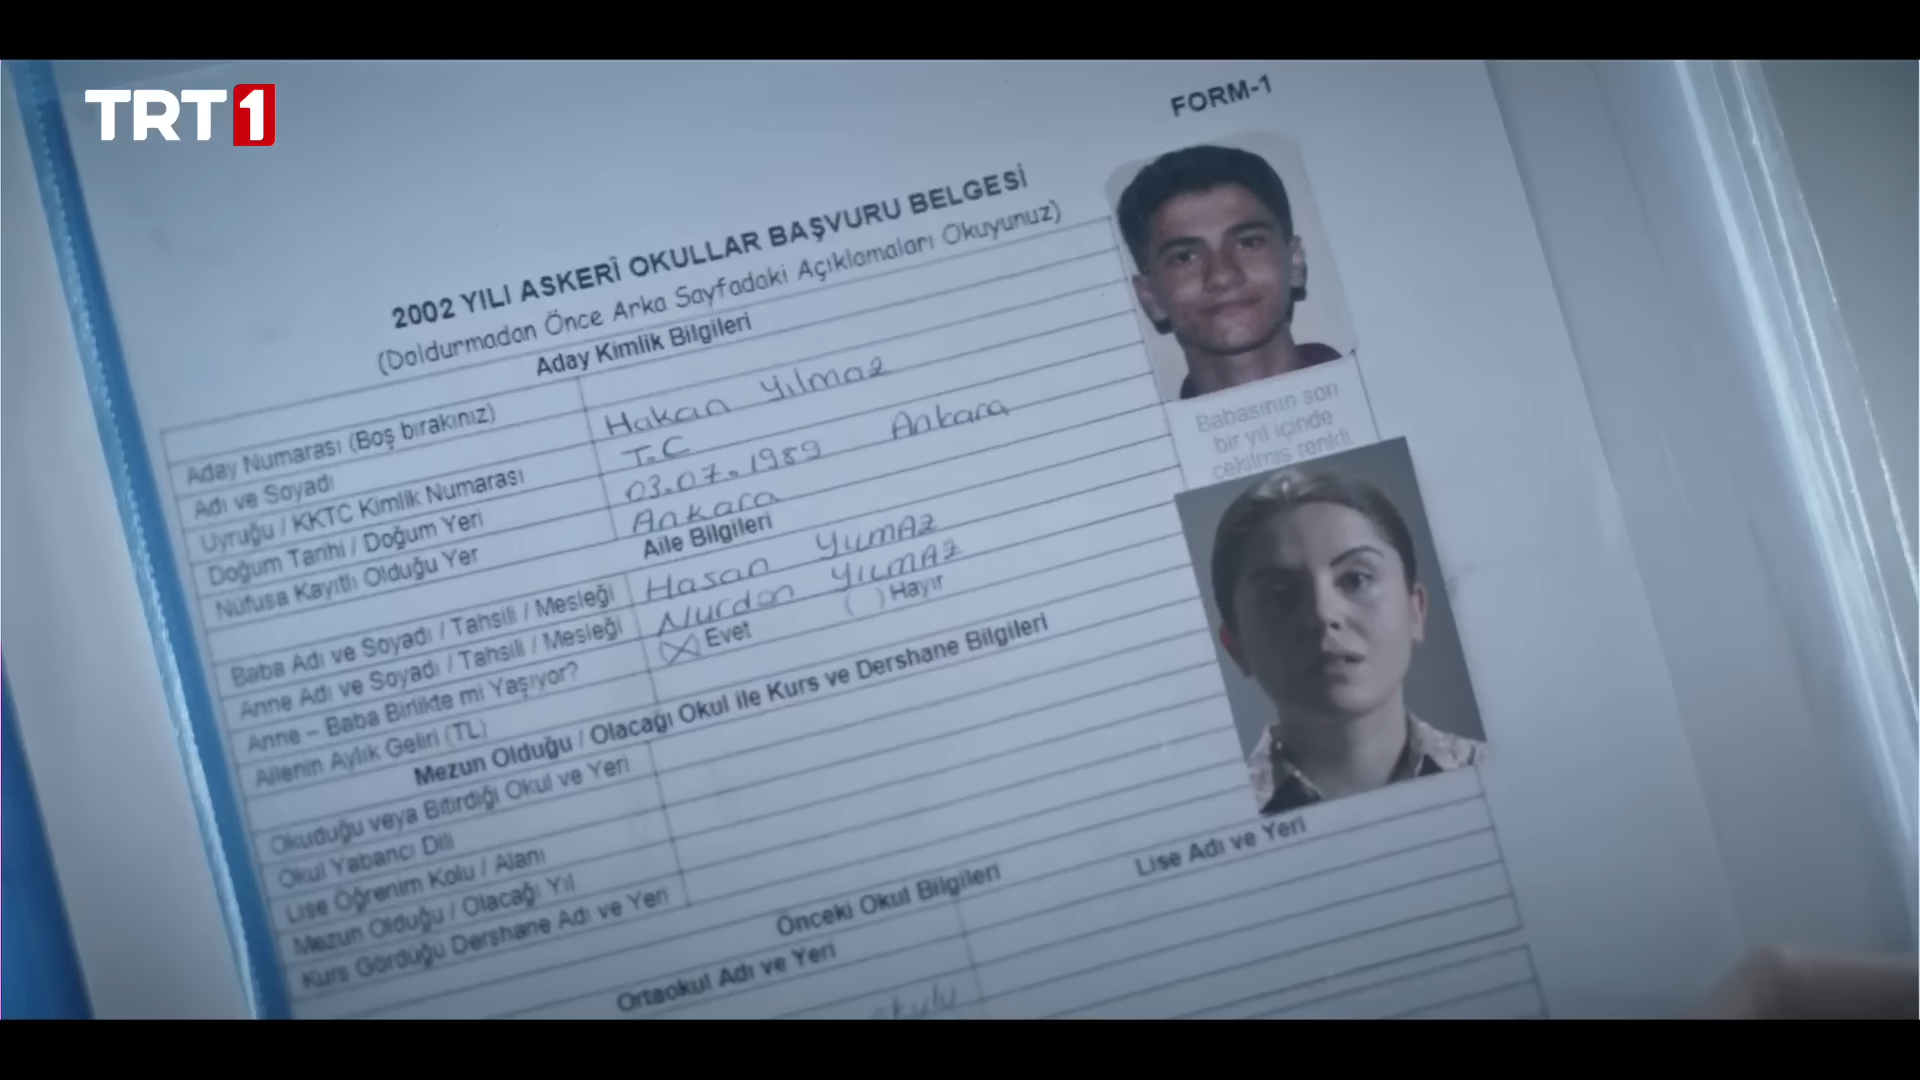 TRT1
FORM-1
2002 YILI ASKERÎ OKULLAR BAŞVURU BELGESİ
(Doldurmadan Önce Arka Sayfadaki Açıklamaları Okuyunuz)
Aday Kimlik Bilgileri
Aday Numarası (Boş bırakınız)
Adı ve Soyadı Hakan Yılmaz
Uyruğu / KKTC Kimlik Numarası T.C
Doğum Tarihi / Doğum Yeri 03.07.1989 Ankara
Nüfusa Kayıtlı Olduğu Yer Ankara
Aile Bilgileri
Baba Adı ve Soyadı / Tahsili / Mesleği Hasan YILMAZ
Anne Adı ve Soyadı / Tahsili / Mesleği Nurdan YILMAZ
Anne – Baba Birlikte mi Yaşıyor? (X) Evet ( ) Hayır
Ailenin Aylık Geliri (TL)
Mezun Olduğu / Olacağı Okul ile Kurs ve Dershane Bilgileri
Okuduğu veya Bitirdiği Okul ve Yeri
Okul Yabancı Dili
Lise Öğrenim Kolu / Alanı
Mezun Olduğu / Olacağı Yıl
Kurs Gördüğu Dershane Adı ve Yeri
Önceki Okul Bilgileri
Ortaokul Adı ve Yeri
Lise Adı ve Yeri
Babasının son
bir yıl içinde
çekilmiş renkli